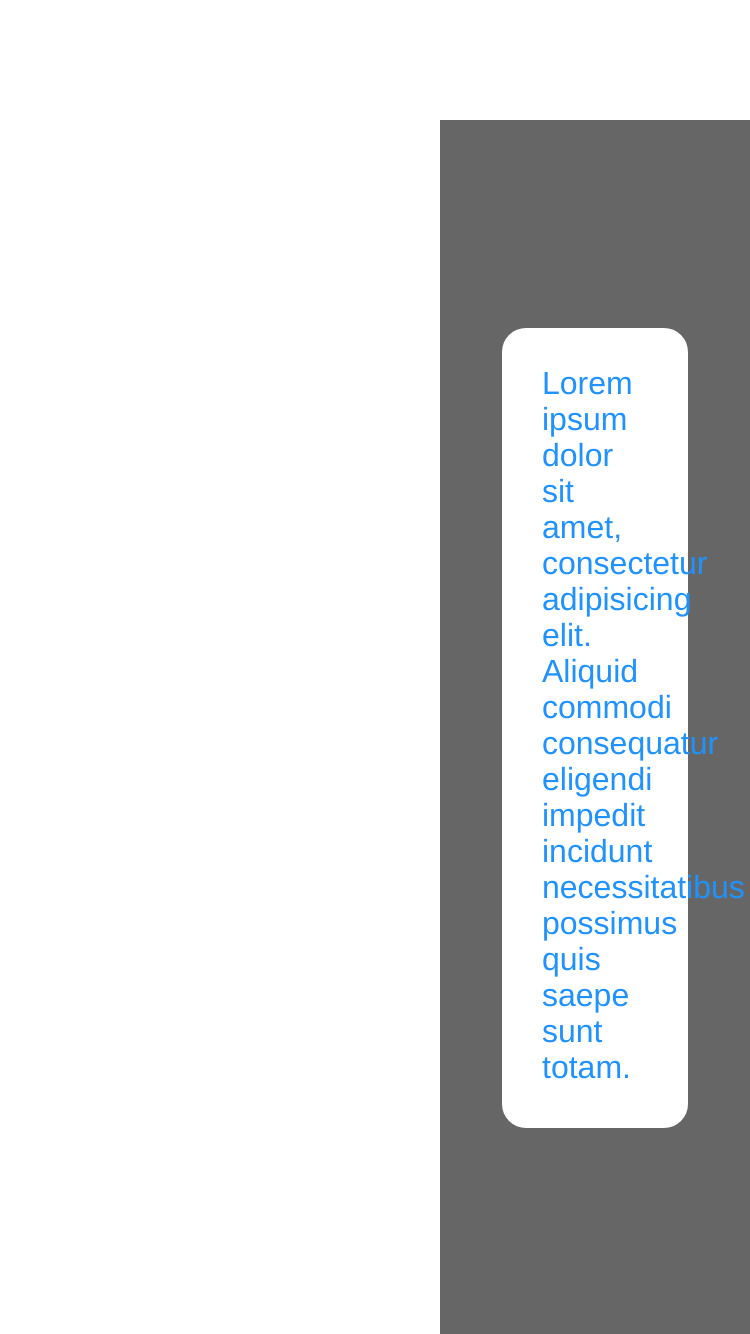 Lorem
ipsum
dolor
sit
amet,
consectetur
adipisicing
elit.
Aliquid
commodi
consequatur
eligendi
impedit
incidunt
necessitatibus
possimus
quis
saepe
sunt
totam.